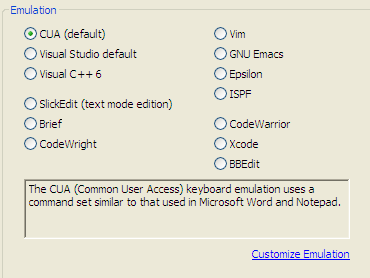 Emulation
CUA (default)
Visual Studio default
Visual C++ 6
SlickEdit (text mode edition)
Brief
CodeWright
Vim
GNU Emacs
Epsilon
ISPF
CodeWarrior
Xcode
BBEdit
The CUA (Common User Access) keyboard emulation uses a
command set similar to that used in Microsoft Word and Notepad.
Customize Emulation